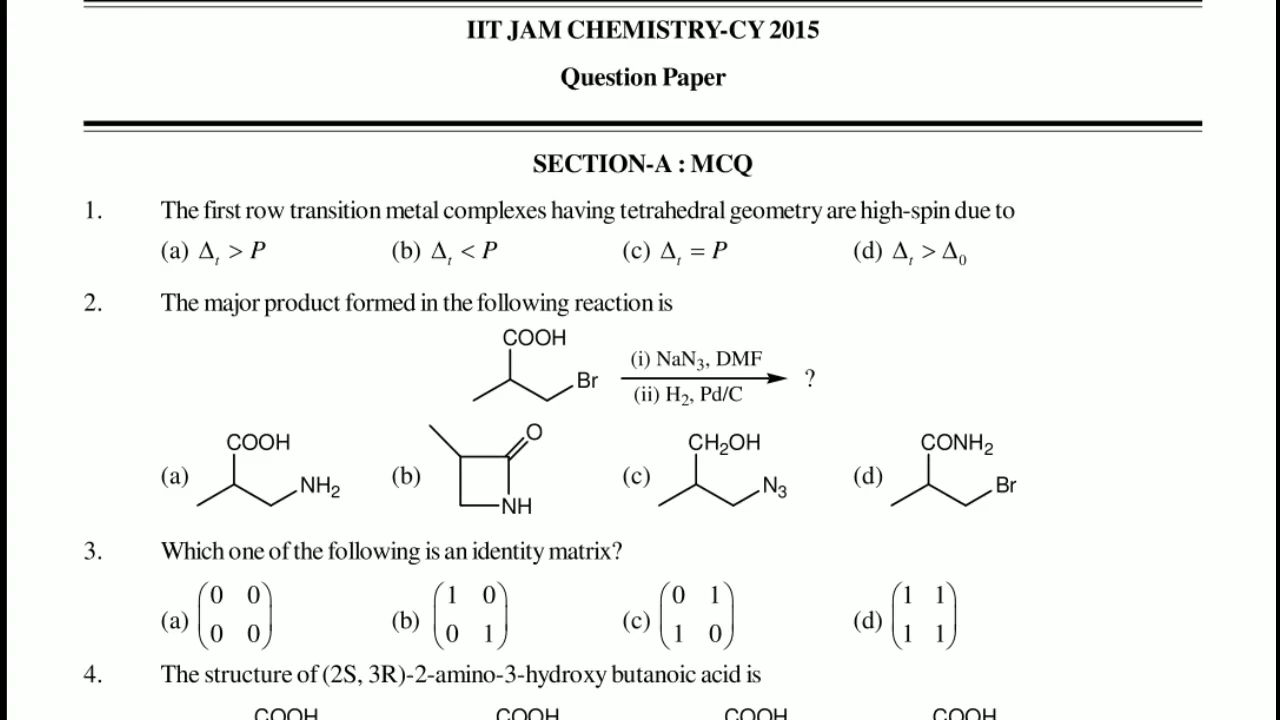 IIT JAM CHEMISTRY-CY 2015
Question Paper
SECTION-A : MCQ
1. The first row transition metal complexes having tetrahedral geometry are high-spin due to
(a) Δt > P (b) Δt < P (c) Δt = P (d) Δt > Δ0
2. The major product formed in the following reaction is
COOH
Br
(i) NaN3, DMF
(ii) H2, Pd/C
?
(a) COOH NH2 (b) O NH (c) CH2OH N3 (d) CONH2 Br
3. Which one of the following is an identity matrix?
(a) (0 0 (b) (1 0 (c) (0 1 (d) (1 1
0 0) 0 1) 1 0) 1 1)
4. The structure of (2S, 3R)-2-amino-3-hydroxy butanoic acid is
COOH COOH COOH COOH